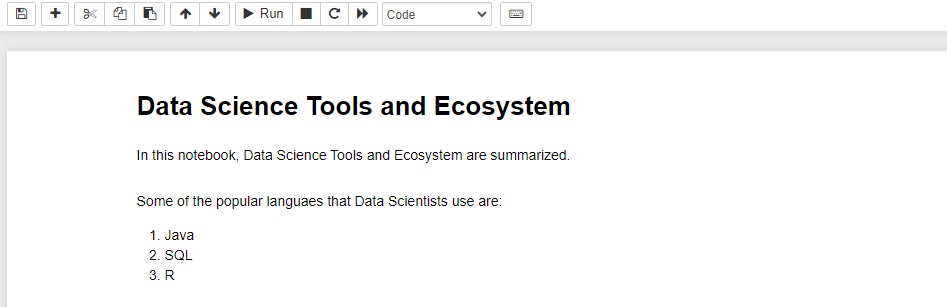 Run Code
Data Science Tools and Ecosystem
In this notebook, Data Science Tools and Ecosystem are summarized.
Some of the popular languaes that Data Scientists use are:
1. Java
2. SQL
3. R